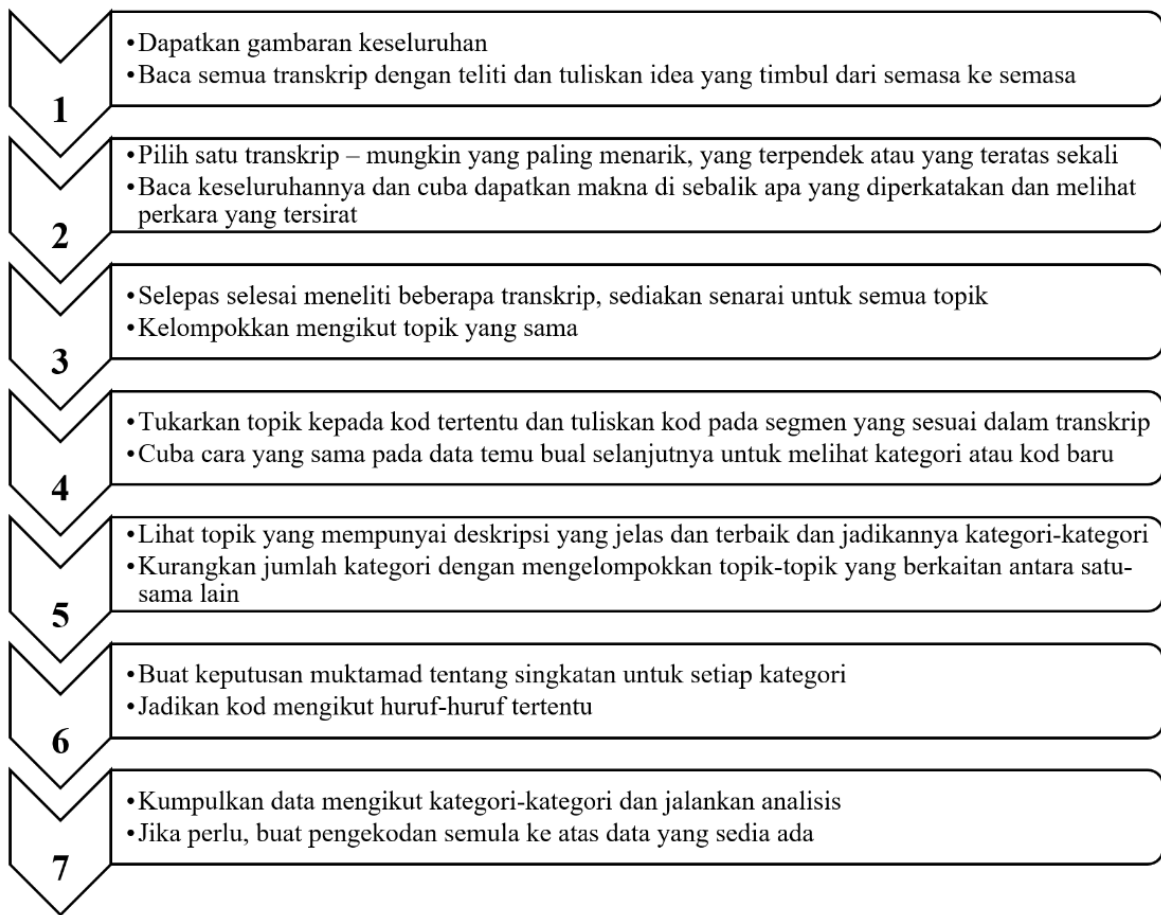 1
•Dapatkan gambaran keseluruhan
•Baca semua transkrip dengan teliti dan tuliskan idea yang timbul dari semasa ke semasa
2
•Pilih satu transkrip – mungkin yang paling menarik, yang terpendek atau yang teratas sekali
•Baca keseluruhannya dan cuba dapatkan makna di sebalik apa yang diperkatakan dan melihat
perkara yang tersirat
3
•Selepas selesai meneliti beberapa transkrip, sediakan senarai untuk semua topik
•Kelompokkan mengikut topik yang sama
4
•Tukarkan topik kepada kod tertentu dan tuliskan kod pada segmen yang sesuai dalam transkrip
•Cuba cara yang sama pada data temu bual selanjutnya untuk melihat kategori atau kod baru
5
•Lihat topik yang mempunyai deskripsi yang jelas dan terbaik dan jadikannya kategori-kategori
•Kurangkan jumlah kategori dengan mengelompokkan topik-topik yang berkaitan antara satu-
sama lain
6
•Buat keputusan muktamad tentang singkatan untuk setiap kategori
•Jadikan kod mengikut huruf-huruf tertentu
7
•Kumpulkan data mengikut kategori-kategori dan jalankan analisis
•Jika perlu, buat pengekodan semula ke atas data yang sedia ada